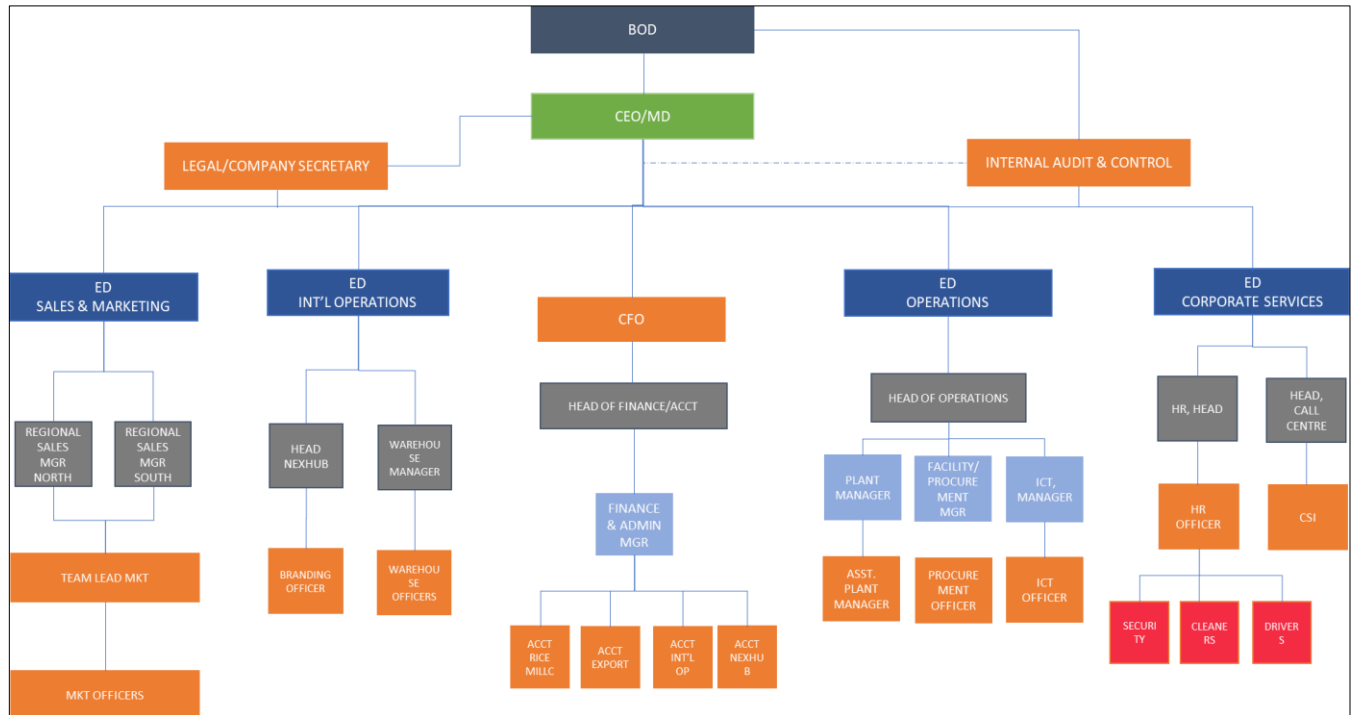 BOD
CEO/MD
LEGAL/COMPANY SECRETARY
INTERNAL AUDIT & CONTROL
ED
SALES & MARKETING
ED
INT'L OPERATIONS
CFO
ED
OPERATIONS
ED
CORPORATE SERVICES
REGIONAL
SALES
MGR
NORTH
REGIONAL
SALES
MGR
SOUTH
HEAD
NEXHUB
WAREHOU
SE
MANAGER
HEAD OF FINANCE/ACCT
HEAD OF OPERATIONS
HR, HEAD
HEAD,
CALL
CENTRE
PLANT
MANAGER
FACILITY/
PROCURE
MENT
MGR
ICT,
MANAGER
FINANCE
& ADMIN
MGR
HR
OFFICER
CSI
TEAM LEAD MKT
BRANDING
OFFICER
WAREHOU
SE
OFFICERS
ASST.
PLANT
MANAGER
PROCURE
MENT
OFFICER
ICT
OFFICER
SECURI
TY
CLEANE
RS
DRIVER
S
ACCT
RICE
MILLC
ACCT
EXPORT
ACCT
INT'L
OP
ACCT
NEXHU
B
MKT OFFICERS